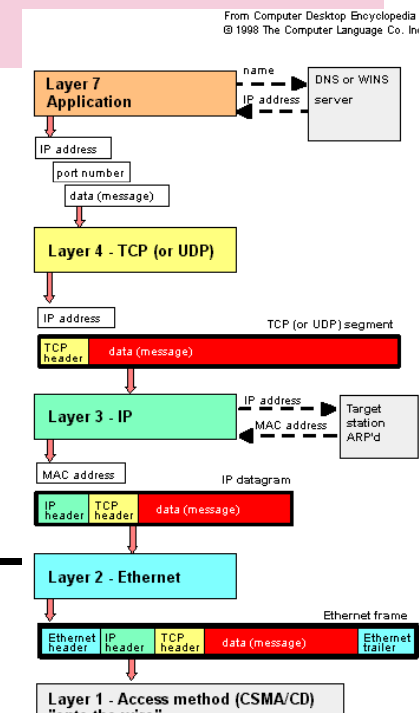 From Computer Desktop Encyclopedia
© 1998 The Computer Language Co. Inc
Layer 7
Application
name
IP address
DNS or WINS
server
IP address
port number
data (message)
Layer 4 - TCP (or UDP)
IP address
TCP (or UDP) segment
TCP
header
data (message)
Layer 3 - IP
IP address
MAC address
Target
station
ARP'd
MAC address
IP datagram
IP
header
TCP
header
data (message)
Layer 2 - Ethernet
Ethernet frame
Ethernet
header
IP
header
TCP
header
data (message)
Ethernet
trailer
Layer 1 - Access method (CSMA/CD)